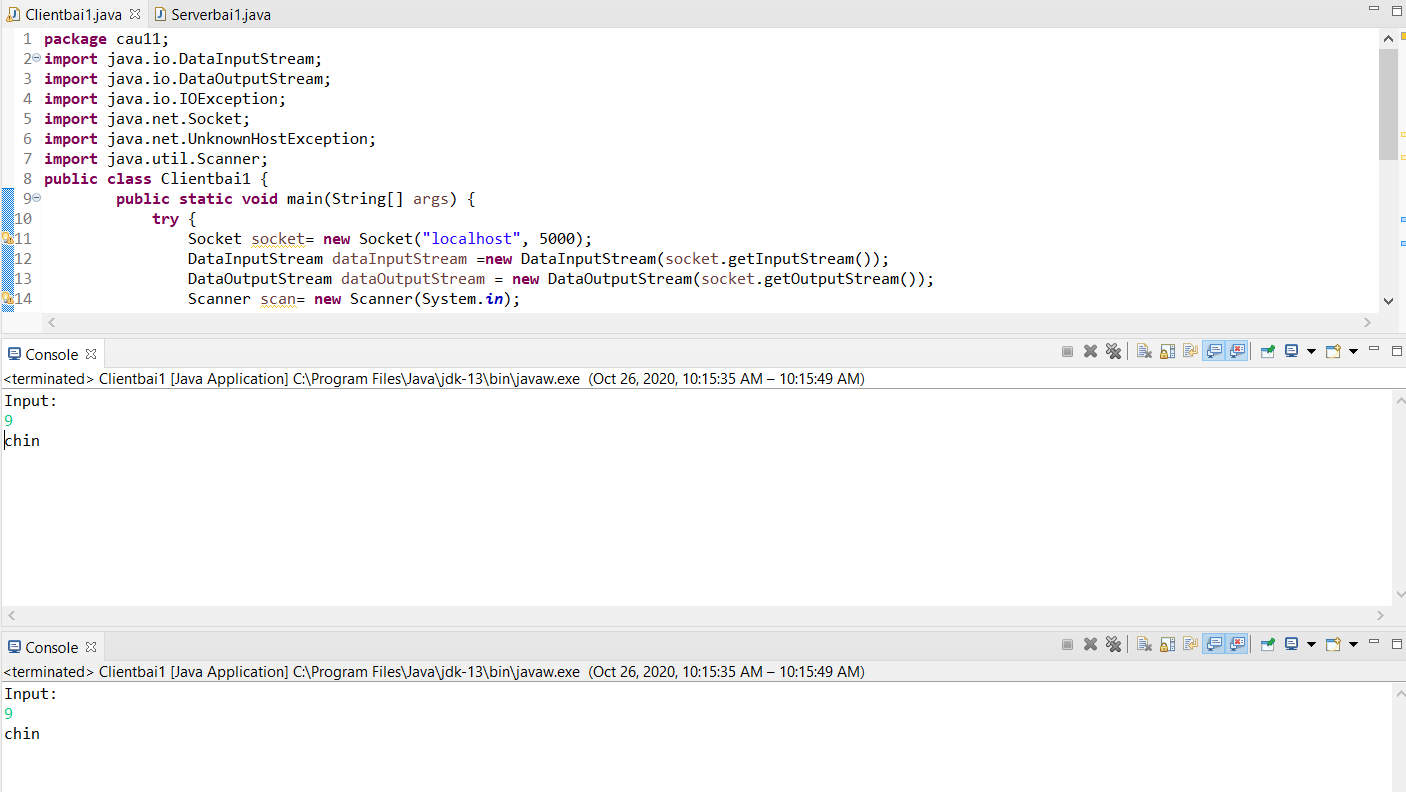 Clientbai1.java Serverbai1.java
1 package cau11;
2 import java.io.DataInputStream;
3 import java.io.DataOutputStream;
4 import java.io.IOException;
5 import java.net.Socket;
6 import java.net.UnknownHostException;
7 import java.util.Scanner;
8 public class Clientbai1 {
9 public static void main(String[] args) {
10 try {
11 Socket socket= new Socket("localhost", 5000);
12 DataInputStream dataInputStream =new DataInputStream(socket.getInputStream());
13 DataOutputStream dataOutputStream = new DataOutputStream(socket.getOutputStream());
14 Scanner scan= new Scanner(System.in);
Console
<terminated> Clientbai1 [Java Application] C:\Program Files\Java\jdk-13\bin\javaw.exe (Oct 26, 2020, 10:15:35 AM – 10:15:49 AM)
Input:
9
chin
Console
<terminated> Clientbai1 [Java Application] C:\Program Files\Java\jdk-13\bin\javaw.exe (Oct 26, 2020, 10:15:35 AM – 10:15:49 AM)
Input:
9
chin